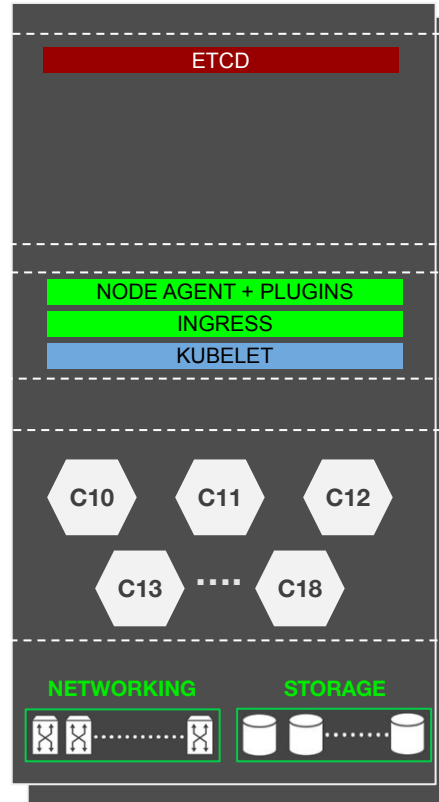 ETCD
NODE AGENT + PLUGINS
INGRESS
KUBELET
C10 C11 C12
C13 .... C18
NETWORKING STORAGE